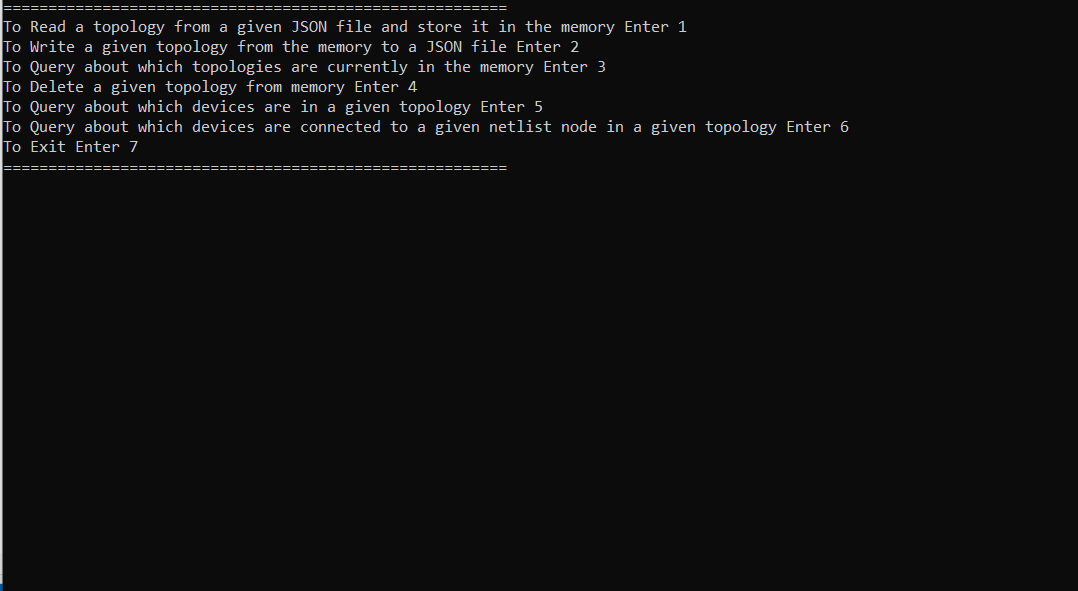 ========================================================
To Read a topology from a given JSON file and store it in the memory Enter 1
To Write a given topology from the memory to a JSON file Enter 2
To Query about which topologies are currently in the memory Enter 3
To Delete a given topology from memory Enter 4
To Query about which devices are in a given topology Enter 5
To Query about which devices are connected to a given netlist node in a given topology Enter 6
To Exit Enter 7
========================================================